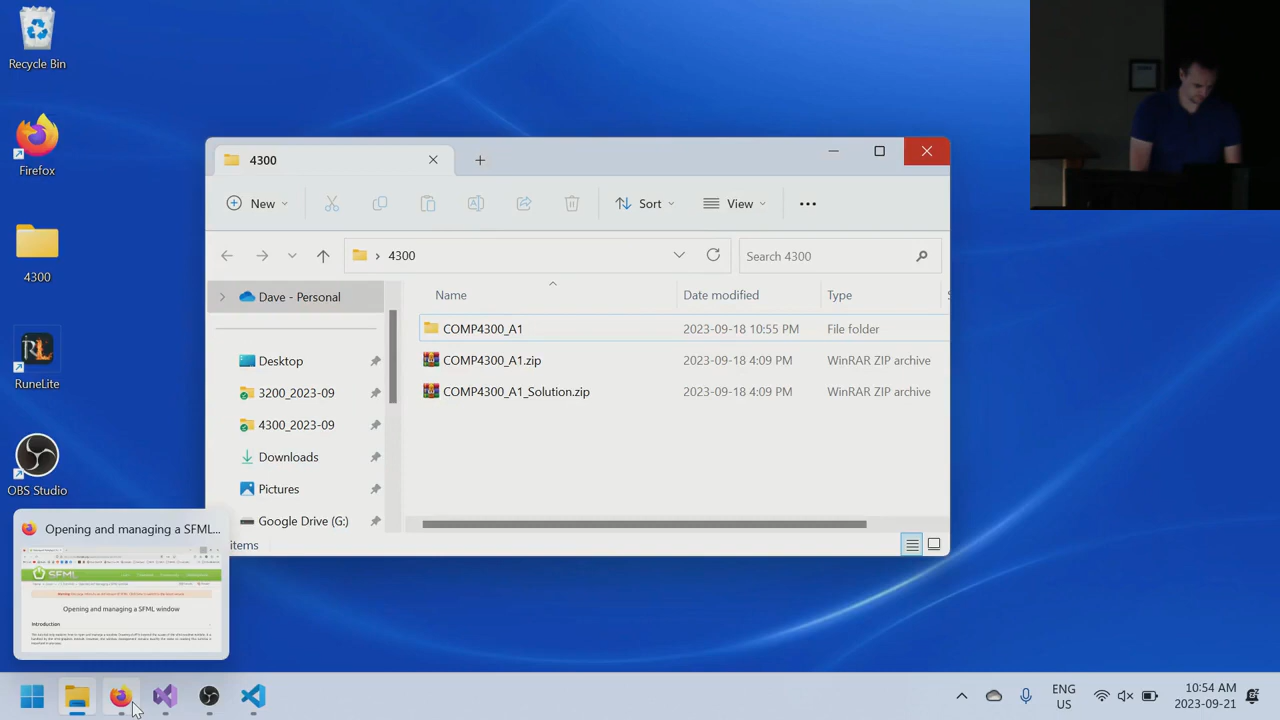 Recycle Bin
Firefox
4300
RuneLite
OBS Studio
4300
New
Sort
View
4300
Search 4300
Name
Date modified
Type
Dave - Personal
COMP4300_A1
2023-09-18 10:55 PM
File folder
COMP4300_A1.zip
2023-09-18 4:09 PM
WinRAR ZIP archive
COMP4300_A1_Solution.zip
2023-09-18 4:09 PM
WinRAR ZIP archive
Desktop
3200_2023-09
4300_2023-09
Downloads
Pictures
Google Drive (G:)
items
Opening and managing a SFML...
SFML
Opening and managing a SFML window
Introduction
ENG
US
10:54 AM
2023-09-21